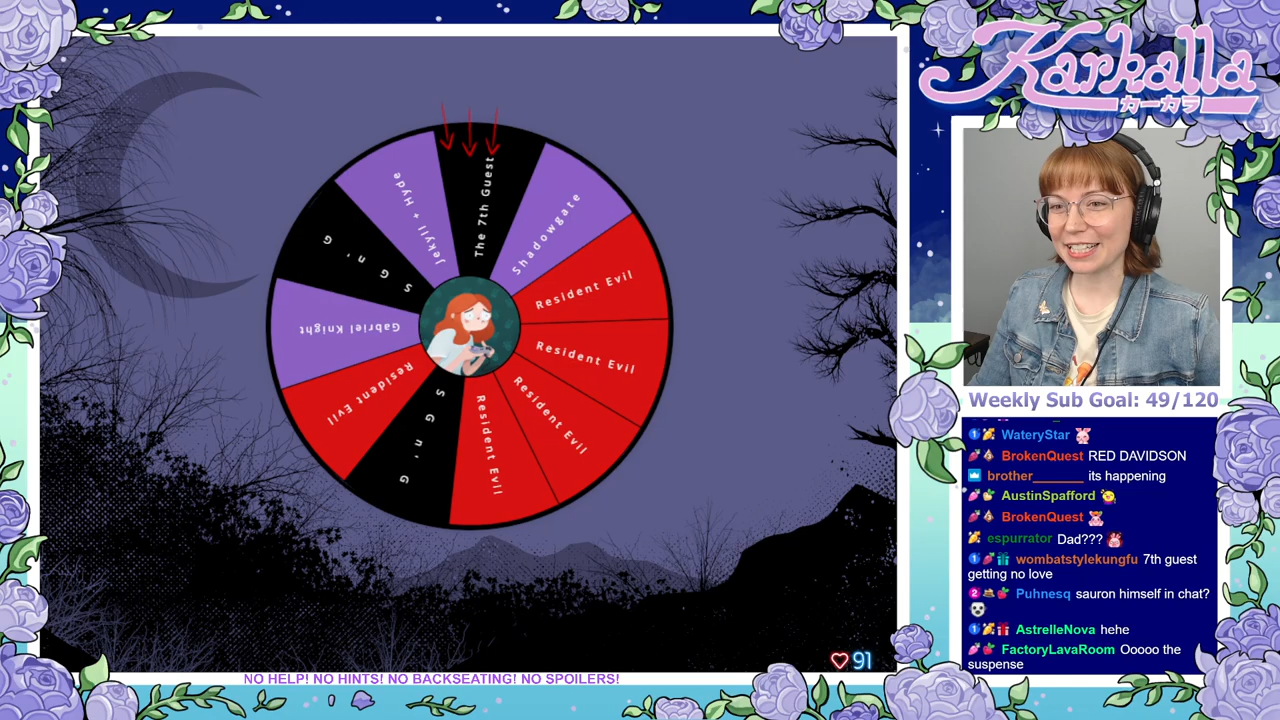 Karkalla
カーカラ
Jekyll + Hyde
The 7th Guest
Shadowgate
Resident Evil
Resident Evil
Resident Evil
Resident Evil
S G n' G
Resident Evil
Gabriel Knight
S G n' G
91
NO HELP! NO HINTS! NO BACKSEATING! NO SPOILERS!
Weekly Sub Goal: 49/120
WateryStar
BrokenQuest RED DAVIDSON
brother_______ its happening
AustinSpafford
BrokenQuest
espurrator Dad???
wombatstylekungfu 7th guest
getting no love
Puhnesq sauron himself in chat?
AstrelleNova hehe
FactoryLavaRoom Ooooo the
suspense